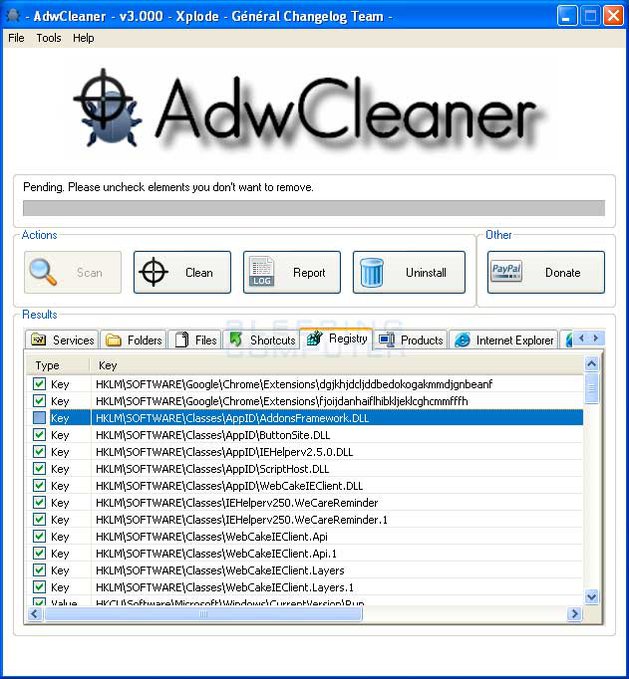 - AdwCleaner - v3.000 - Xplode - Général Changelog Team -
File Tools Help
AdwCleaner
Pending. Please uncheck elements you don't want to remove.
Actions
Other
Scan
Clean
LOG
Report
Uninstall
PayPal
Donate
Results
BLEEPING
COMPUTER
Services
Folders
Files
Shortcuts
Registry
Products
Internet Explorer
Type Key
Key HKLM\SOFTWARE\Google\Chrome\Extensions\dgjkhjdcljddbedokogakmmdjgnbeanf
Key HKLM\SOFTWARE\Google\Chrome\Extensions\fjoijdanhaiflhibkljeklcghcmmfffh
Key HKLM\SOFTWARE\Classes\AppID\AddonsFramework.DLL
Key HKLM\SOFTWARE\Classes\AppID\ButtonSite.DLL
Key HKLM\SOFTWARE\Classes\AppID\IEHelperv2.5.0.DLL
Key HKLM\SOFTWARE\Classes\AppID\ScriptHost.DLL
Key HKLM\SOFTWARE\Classes\AppID\WebCakeIEClient.DLL
Key HKLM\SOFTWARE\Classes\IEHelperv250.WeCareReminder
Key HKLM\SOFTWARE\Classes\IEHelperv250.WeCareReminder.1
Key HKLM\SOFTWARE\Classes\WebCakeIEClient.Api
Key HKLM\SOFTWARE\Classes\WebCakeIEClient.Api.1
Key HKLM\SOFTWARE\Classes\WebCakeIEClient.Layers
Key HKLM\SOFTWARE\Classes\WebCakeIEClient.Layers.1
Value HKCU\Software\Microsoft\Windows\CurrentVersion\Run